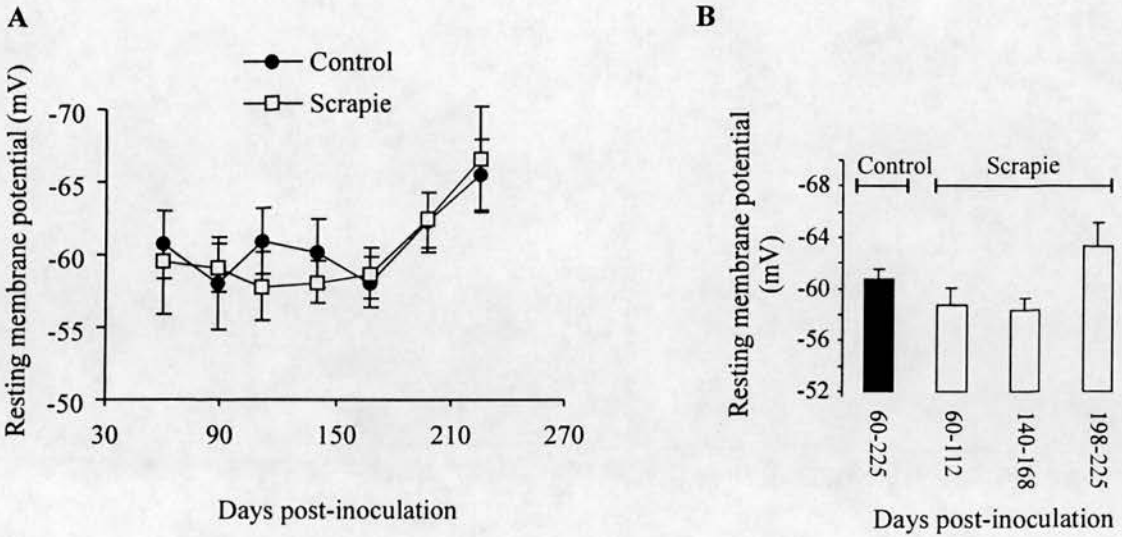 A
Control
Scrapie
Resting membrane potential (mV)
-70
-65
-60
-55
-50
30 90 150 210 270
Days post-inoculation
B
Control Scrapie
Resting membrane potential
(mV)
-68
-64
-60
-56
-52
60-225
60-112
140-168
198-225
Days post-inoculation